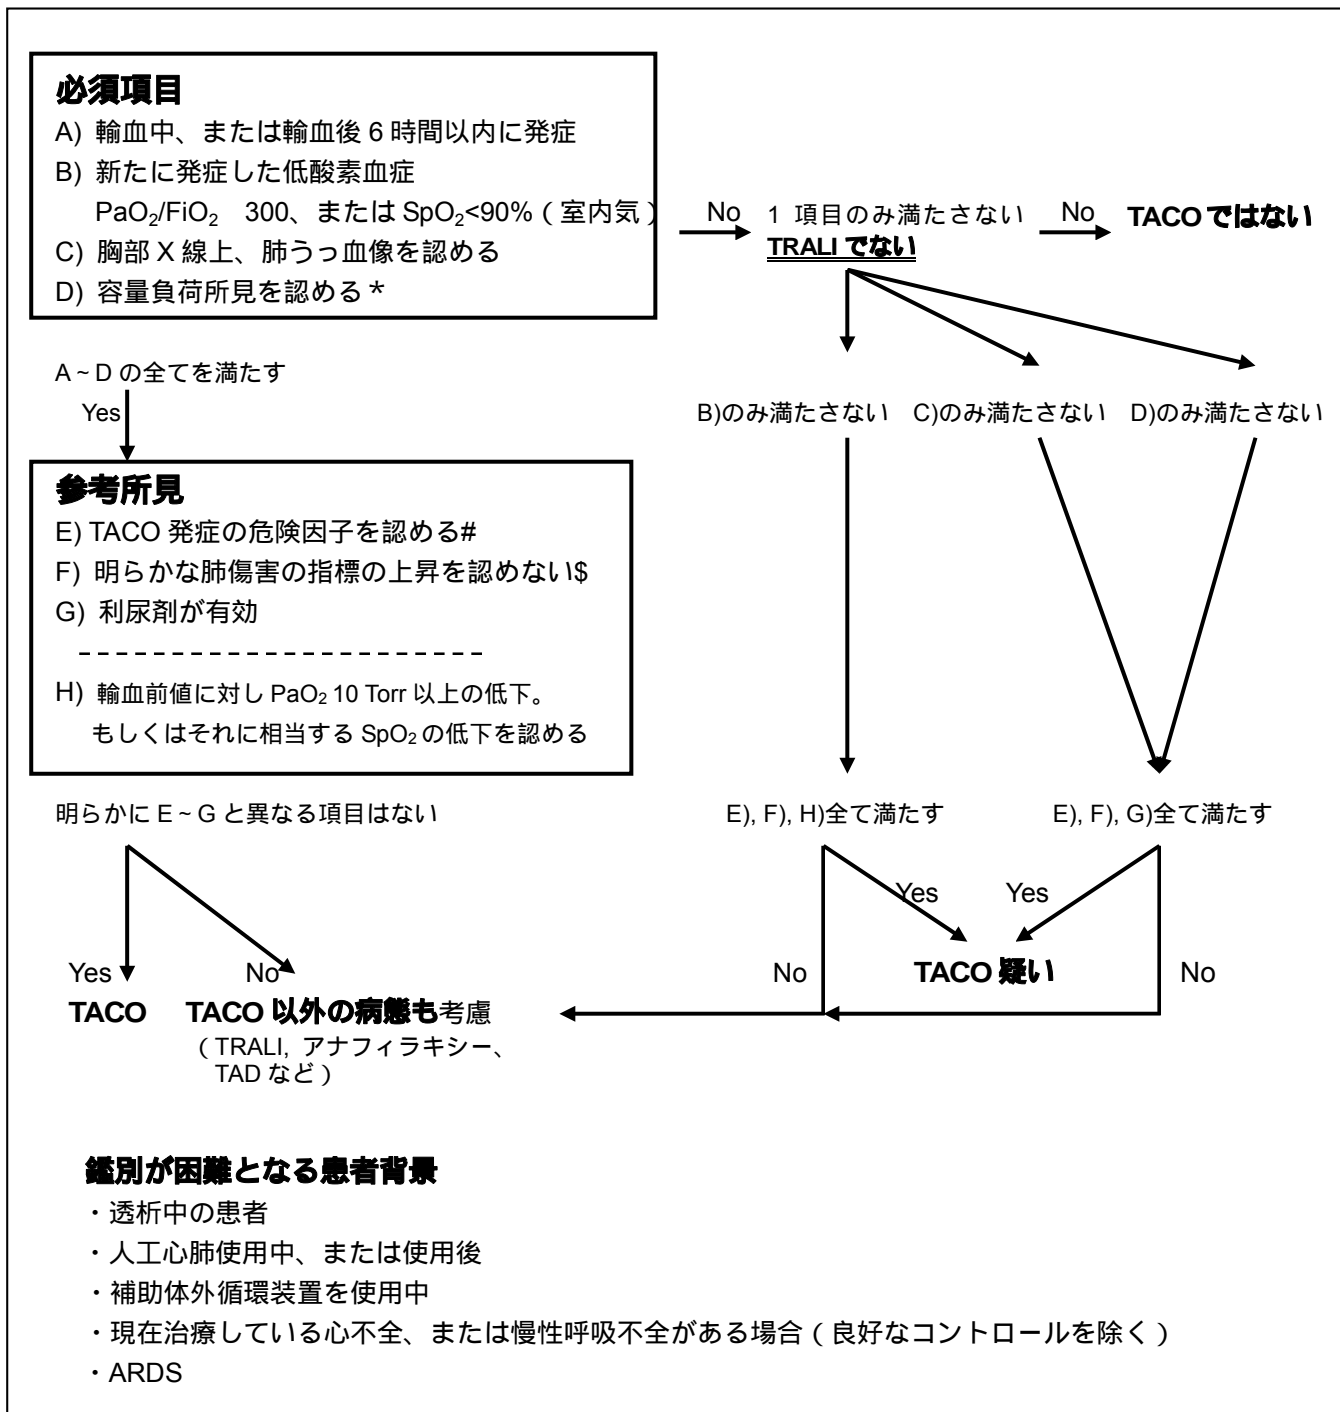 必須項目
A) 輸血中、または輸血後 6 時間以内に発症
B) 新たに発症した低酸素血症
PaO₂/FiO₂ 300、または SpO₂<90%（室内気）
C) 胸部 X 線上、肺うっ血像を認める
D) 容量負荷所見を認める*
No
1 項目のみ満たさない
TRALI でない
No
TACO ではない
A ~ D の全てを満たす
Yes
B)のみ満たさない
C)のみ満たさない
D)のみ満たさない
参考所見
E) TACO 発症の危険因子を認める#
F) 明らかな肺傷害の指標の上昇を認めない$
G) 利尿剤が有効
-----------------------
H) 輸血前値に対し PaO₂ 10 Torr 以上の低下。
もしくはそれに相当する SpO₂ の低下を認める
明らかに E ~ G と異なる項目はない
E), F), H)全て満たす
E), F), G)全て満たす
Yes
Yes
Yes
No
No
TACO 疑い
No
TACO
TACO 以外の病態も考慮
（TRALI, アナフィラキシー、
TAD など）
鑑別が困難となる患者背景
・透析中の患者
・人工心肺使用中、または使用後
・補助体外循環装置を使用中
・現在治療している心不全、または慢性呼吸不全がある場合（良好なコントロールを除く）
・ARDS